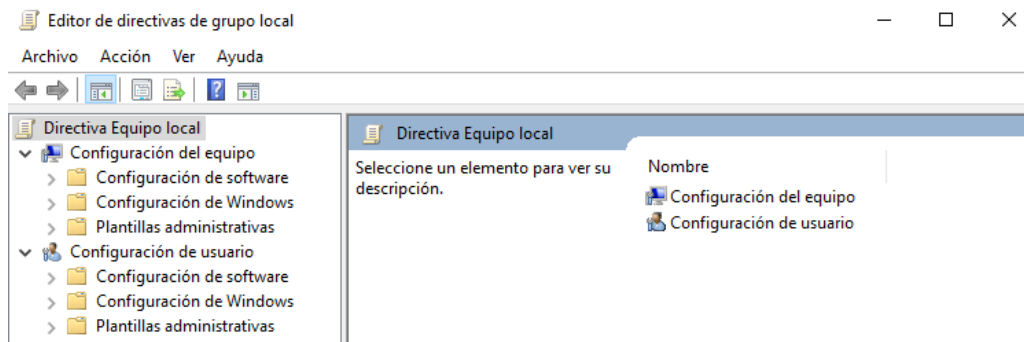 Editor de directivas de grupo local
Archivo Acción Ver Ayuda
Directiva Equipo local
Configuración del equipo
Configuración de software
Configuración de Windows
Plantillas administrativas
Configuración de usuario
Configuración de software
Configuración de Windows
Plantillas administrativas
Directiva Equipo local
Seleccione un elemento para ver su
descripción.
Nombre
Configuración del equipo
Configuración de usuario